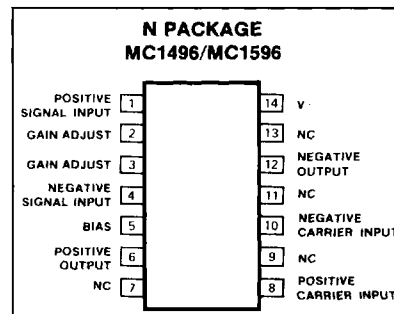 N PACKAGE
MC1496/MC1596
POSITIVE
SIGNAL INPUT
1
GAIN ADJUST
2
GAIN ADJUST
3
NEGATIVE
SIGNAL INPUT
4
BIAS
5
POSITIVE
OUTPUT
6
NC
7
14
V-
13
NC
12
NEGATIVE
OUTPUT
11
NC
10
NEGATIVE
CARRIER INPUT
9
NC
8
POSITIVE
CARRIER INPUT